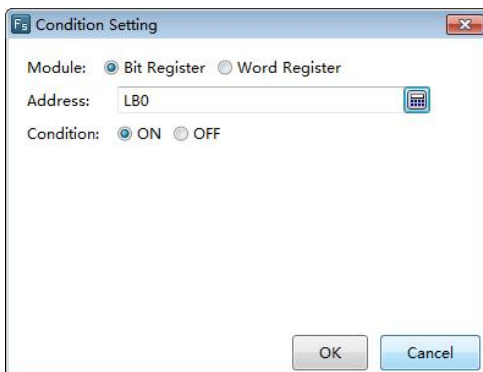 Fs Condition Setting
Module: Bit Register Word Register
Address: LB0
Condition: ON OFF
OK Cancel